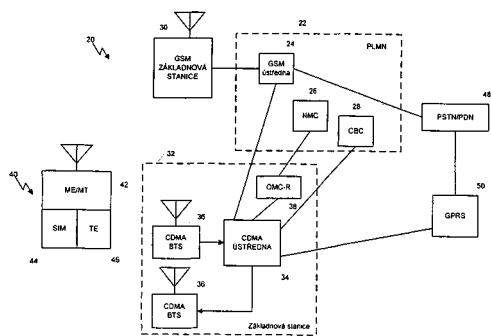 20
30
GSM
ZÁKLADNOVÁ
STANICE
22
24
PLMN
GSM
ústředna
26
NMC
28
CBC
48
PSTN/PDN
50
GPRS
32
OMC-R
38
40
ME/MT
42
SIM
TE
44
46
36
CDMA
BTS
CDMA
ÚSTŘEDNA
34
36
CDMA
BTS
Základnová stanice